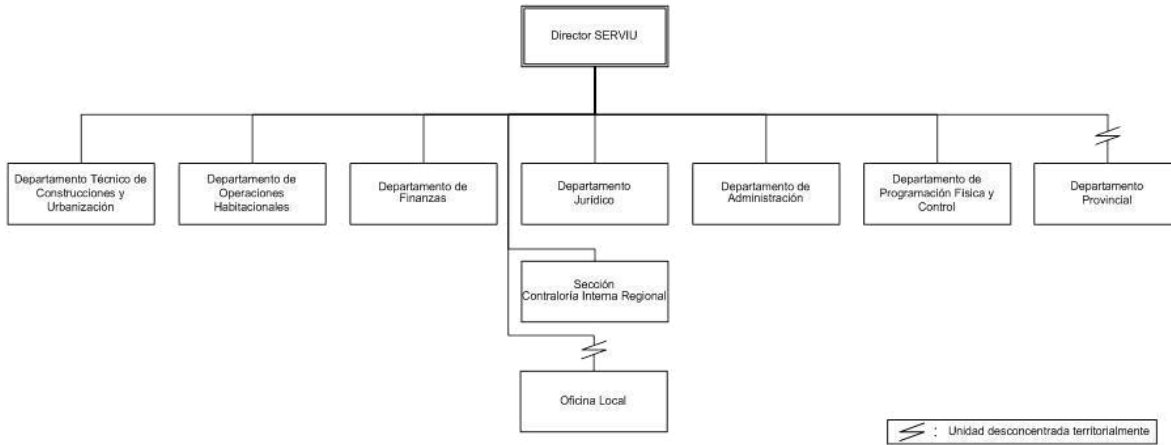 Director SERVIU
Departamento Técnico de
Construcciones y
Urbanización
Departamento de
Operaciones
Habitacionales
Departamento de
Finanzas
Departamento
Jurídico
Departamento de
Administración
Departamento de
Programación Física y
Control
Departamento
Provincial
Sección
Contraloría Interna Regional
Oficina Local
: Unidad desconcentrada territorialmente